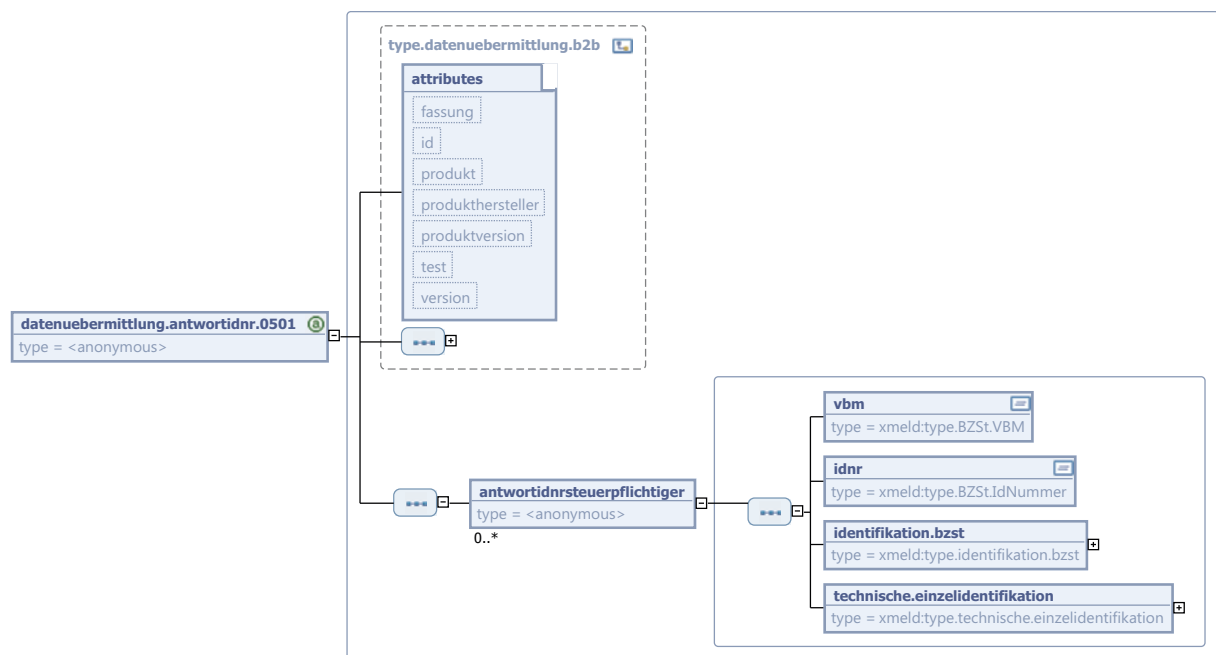 type.datenuebermittlung.b2b
attributes
fassung
id
produkt
produkthersteller
produktversion
test
version
datenuebermittlung.antwortidnr.0501
type = <anonymous>
antwortidnrsteuerpflichtiger
type = <anonymous>
0..*
vbm
type = xmeld:type.BZSt.VBM
idnr
type = xmeld:type.BZSt.IdNummer
identifikation.bzst
type = xmeld:type.identifikation.bzst
technische.einzelidentifikation
type = xmeld:type.technische.einzelidentifikation